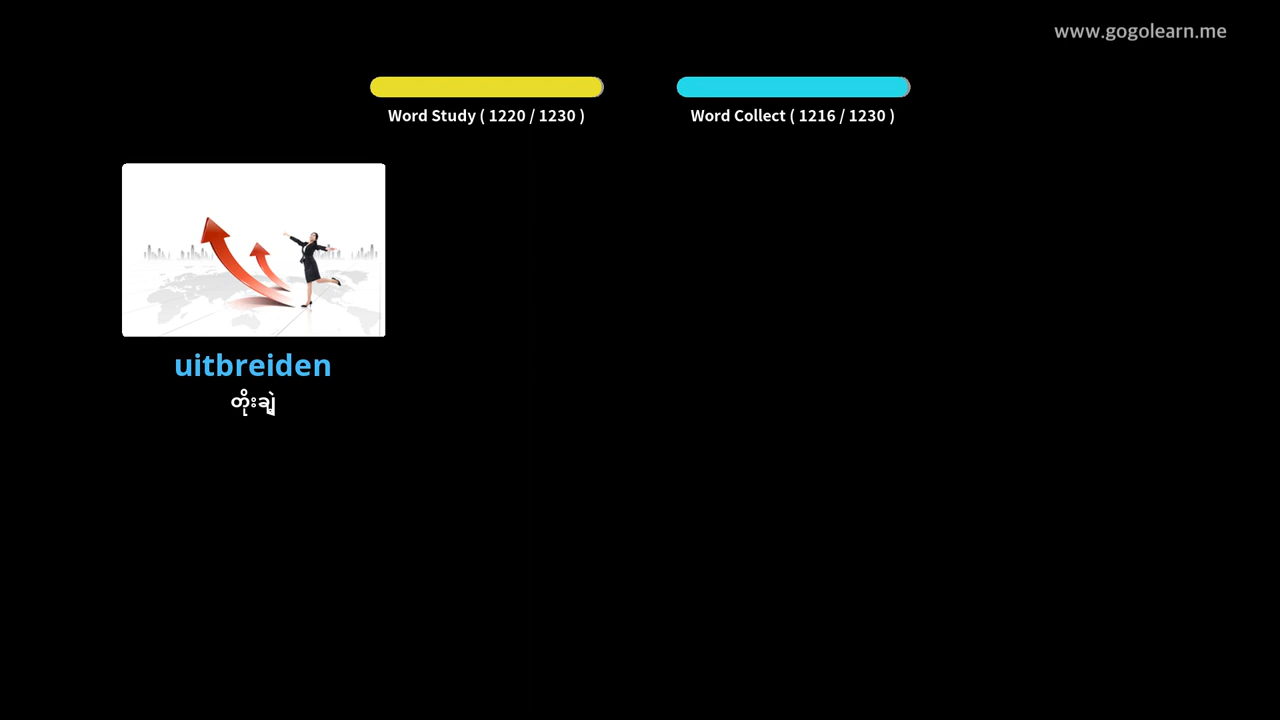 www.gogolearn.me
Word Study ( 1220 / 1230 )
Word Collect ( 1216 / 1230 )
uitbreiden
တိုးချဲ့